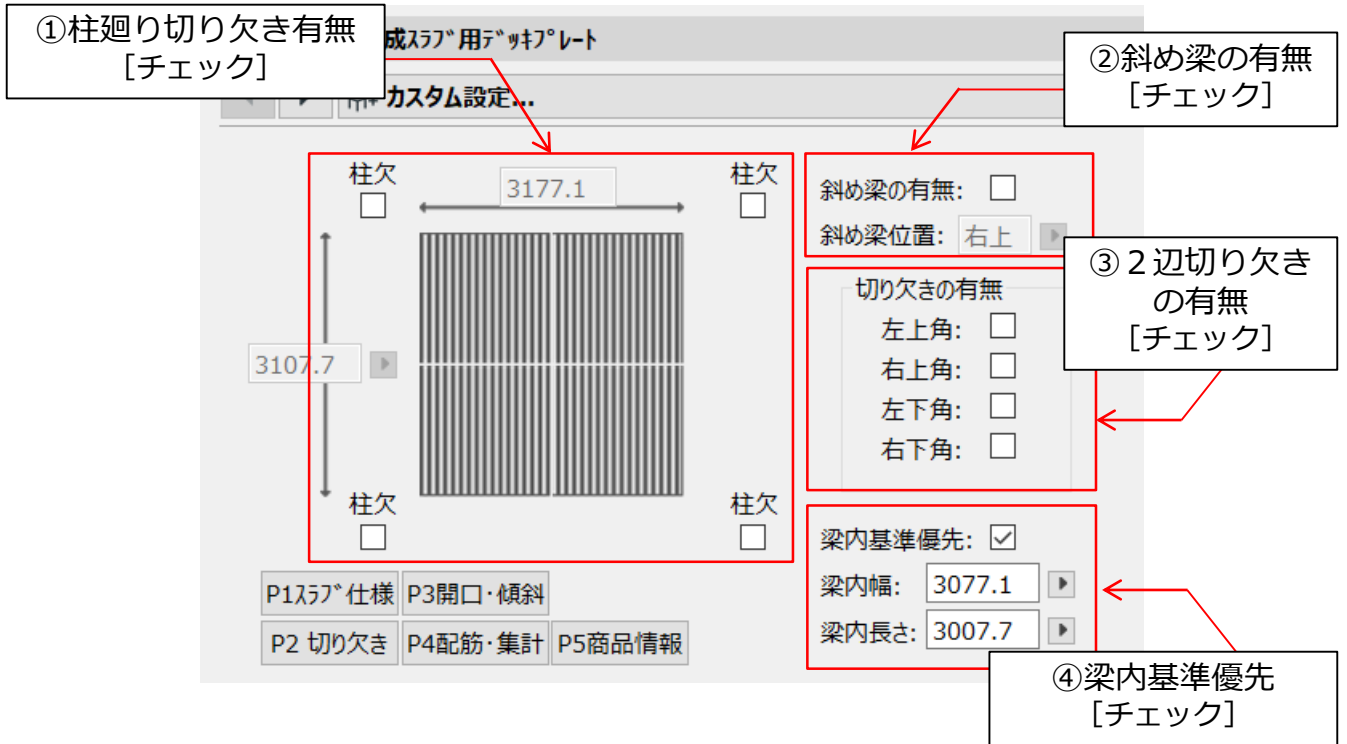 ①柱廻り切り欠き有無
［チェック］
成ｽﾗﾌﾞ用ﾃﾞｯｷﾌﾟﾚｰﾄ
②斜め梁の有無
［チェック］
カスタム設定...
柱欠
3177.1
柱欠
斜め梁の有無:
斜め梁位置: 右上
③２辺切り欠き
の有無
［チェック］
切り欠きの有無
左上角:
右上角:
左下角:
右下角:
3107.7
柱欠
柱欠
梁内基準優先:
梁内幅: 3077.1
梁内長さ: 3007.7
P1ｽﾗﾌﾞ仕様 P3開口･傾斜
P2 切り欠き P4配筋･集計 P5商品情報
④梁内基準優先
［チェック］